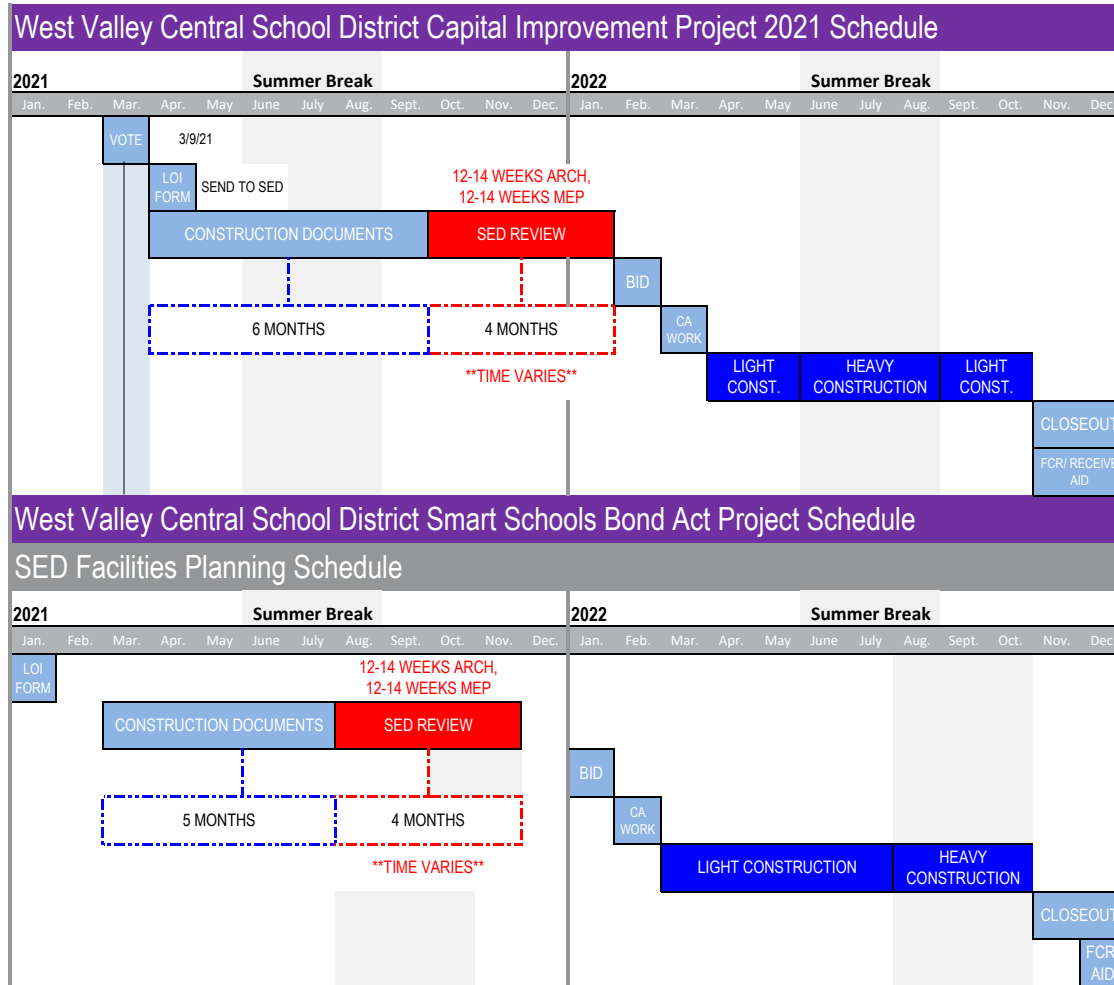 West Valley Central School District Capital Improvement Project 2021 Schedule
2021 Summer Break 2022 Summer Break
Jan. Feb. Mar. Apr. May June July Aug. Sept. Oct. Nov. Dec. Jan. Feb. Mar. Apr. May June July Aug. Sept. Oct. Nov. Dec
VOTE 3/9/21
LOI
FORM
SEND TO SED
12-14 WEEKS ARCH,
12-14 WEEKS MEP
CONSTRUCTION DOCUMENTS SED REVIEW
BID
6 MONTHS 4 MONTHS
CA
WORK
**TIME VARIES**
LIGHT
CONST.
HEAVY
CONSTRUCTION
LIGHT
CONST.
CLOSEOUT
FCR/ RECEIVE
AID
West Valley Central School District Smart Schools Bond Act Project Schedule
SED Facilities Planning Schedule
2021 Summer Break 2022 Summer Break
Jan. Feb. Mar. Apr. May June July Aug. Sept. Oct. Nov. Dec. Jan. Feb. Mar. Apr. May June July Aug. Sept. Oct. Nov. Dec
LOI
FORM
12-14 WEEKS ARCH,
12-14 WEEKS MEP
CONSTRUCTION DOCUMENTS SED REVIEW
BID
5 MONTHS 4 MONTHS
CA
WORK
**TIME VARIES**
LIGHT CONSTRUCTION
HEAVY
CONSTRUCTION
CLOSEOUT
FCR
AID